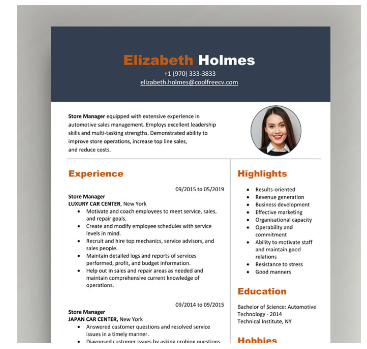 Elizabeth Holmes
+1 (970) 333-3833
elizabeth.holmes@coolfreecv.com
Store Manager equipped with extensive experience in
automotive sales management. Employs excellent leadership
skills and multi-tasking strengths. Demonstrated ability to
improve store operations, increase top line sales,
and reduce costs.
Experience
09/2015 to 05/2019
Store Manager
LUXURY CAR CENTER, New York
• Motivate and coach employees to meet service, sales,
and repair goals.
• Create and modify employee schedules with service
levels in mind.
• Recruit and hire top mechanics, service advisors, and
sales people.
• Maintain detailed logs and reports of services
performed, profit, and budget information.
• Help out in sales and repair areas as needed and
maintain comprehensive current knowledge of
operations.
09/2014 to 09/2015
Store Manager
JAPAN CAR CENTER, New York
• Answered customer questions and resolved service
issues in a timely manner.
• Diagnosed customer issues by asking probing questions
Highlights
• Results-oriented
• Revenue generation
• Business development
• Effective marketing
• Organisational capacity
• Operability and
commitment
• Ability to motivate staff
and maintain good
relations
• Resistance to stress
• Good manners
Education
Bachelor of Science: Automotive
Technology - 2014
Technical Institute, NY
Hobbies